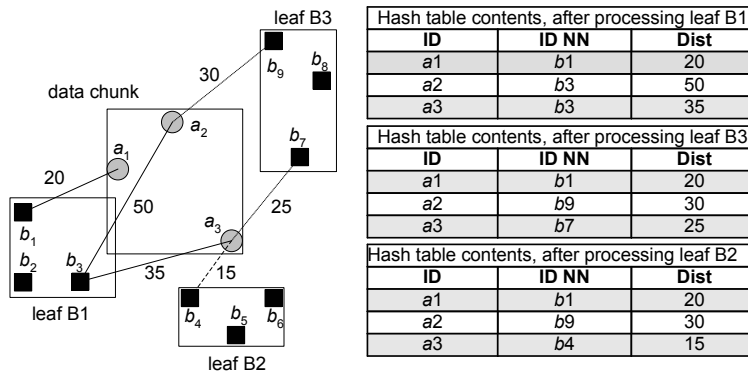 leaf B3
b9
b8
30
data chunk
a2
a1
b7
20
50
25
b1
a3
b2
b3
35
15
leaf B1
b4
b5
b6
leaf B2
Hash table contents, after processing leaf B1
ID ID NN Dist
a1 b1 20
a2 b3 50
a3 b3 35
Hash table contents, after processing leaf B3
ID ID NN Dist
a1 b1 20
a2 b9 30
a3 b7 25
Hash table contents, after processing leaf B2
ID ID NN Dist
a1 b1 20
a2 b9 30
a3 b4 15